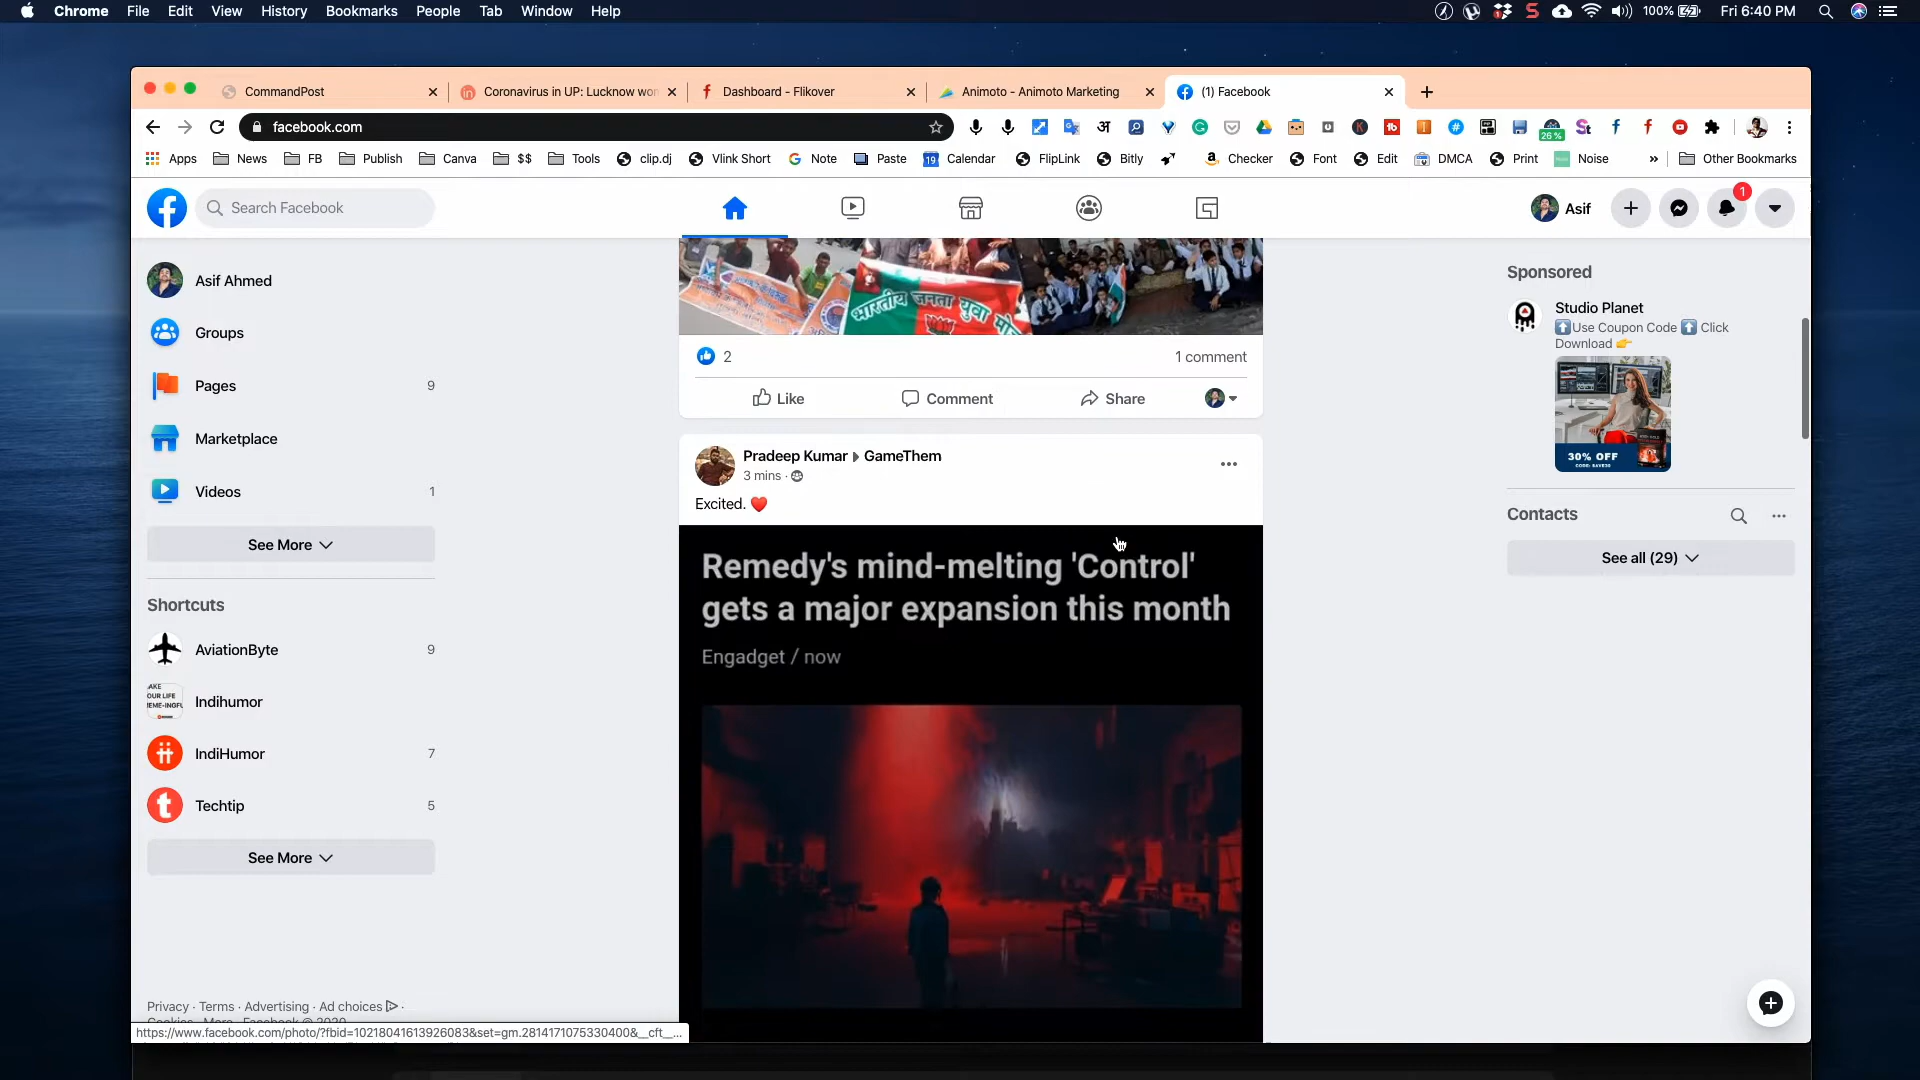 Chrome File Edit View History Bookmarks People Tab Window Help 100% Fri 6:40 PM
CommandPost Coronavirus in UP: Lucknow wor Dashboard - Flikover Animoto - Animoto Marketing (1) Facebook
facebook.com 26 %
Apps News FB Publish Canva $$ Tools clip.dj Vlink Short Note Paste 19 Calendar FlipLink Bitly Checker Font Edit DMCA Print Noise » Other Bookmarks
Search Facebook Asif 1
Asif Ahmed
Groups
Pages 9
Marketplace
Videos 1
See More
Shortcuts
AviationByte 9
Indihumor
IndiHumor 7
Techtip 5
See More
Privacy · Terms · Advertising · Ad choices ·
https://www.facebook.com/photo/?fbid=10218041613926083&set=gm.2814171075330400&__cft__...
भारतीय जनता युवा मो
2 1 comment
Like Comment Share
Pradeep Kumar GameThem
3 mins ·
Excited. ❤️
Remedy's mind-melting 'Control'
gets a major expansion this month
Engadget / now
Sponsored
Studio Planet
⬆️Use Coupon Code ⬆️ Click
Download 👉
30% OFF
CODE: SAVE30
Contacts
See all (29)